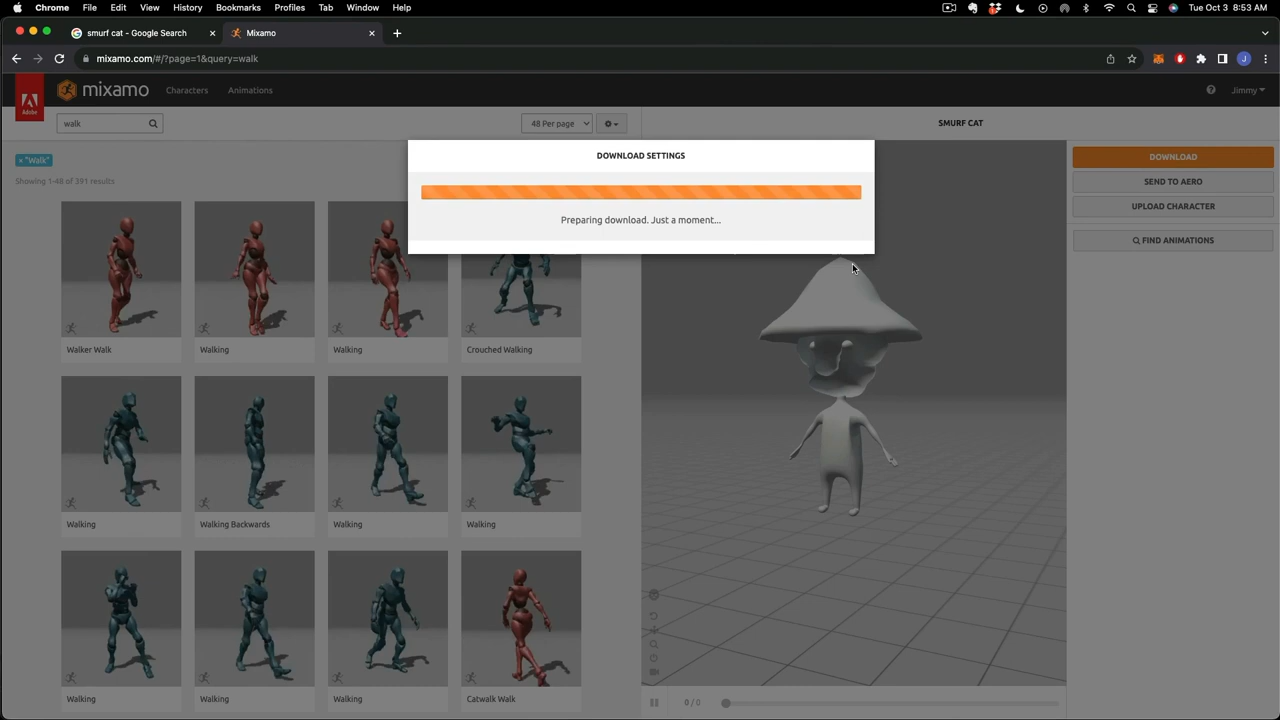 Chrome File Edit View History Bookmarks Profiles Tab Window Help Tue Oct 3 8:53 AM
smurf cat - Google Search Mixamo
mixamo.com/#/?page=1&query=walk
Adobe mixamo Characters Animations Jimmy
walk 48 Per page SMURF CAT
× "Walk"
Showing 1-48 of 391 results
DOWNLOAD SETTINGS
Preparing download. Just a moment...
DOWNLOAD
SEND TO AERO
UPLOAD CHARACTER
FIND ANIMATIONS
Walker Walk Walking Walking Crouched Walking
Walking Walking Backwards Walking Walking
Walking Walking Walking Catwalk Walk
0 / 0